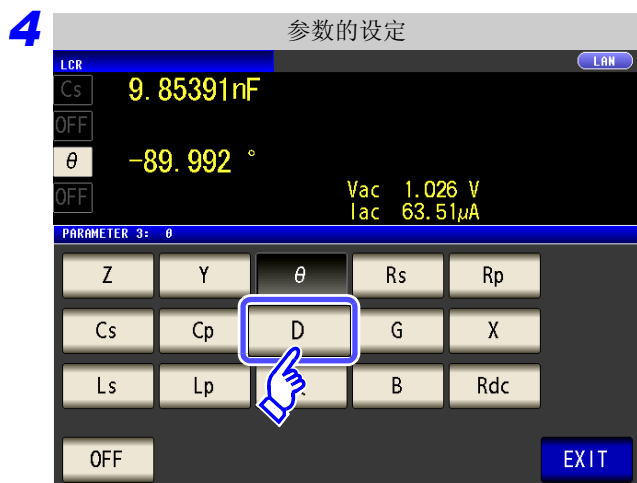 4 参数的设定
LCR LAN
Cs 9.85391nF
OFF
θ -89.992 °
OFF Vac 1.026 V
Iac 63.51μA
PARAMETER 3: θ
Z Y θ Rs Rp
Cs Cp D G X
Ls Lp B Rdc
OFF EXIT